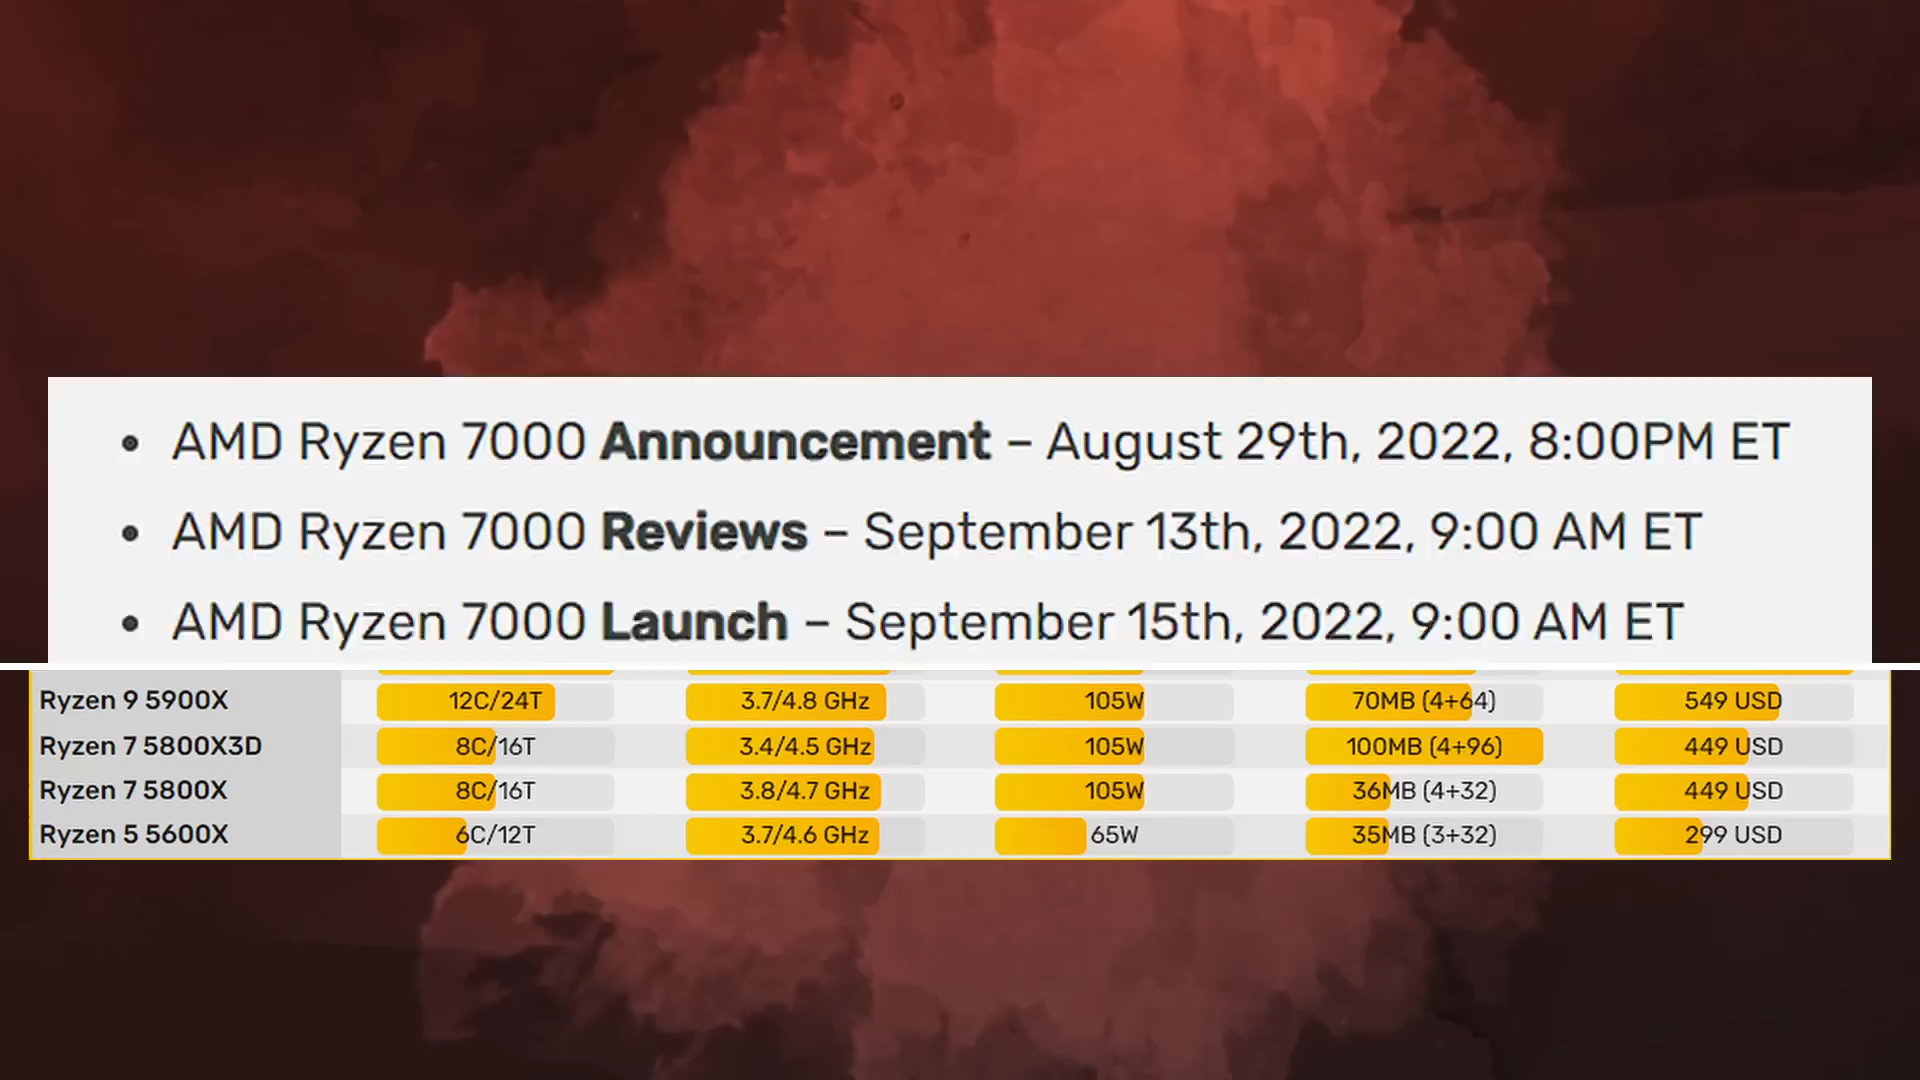 AMD Ryzen 7000 Announcement – August 29th, 2022, 8:00PM ET
AMD Ryzen 7000 Reviews – September 13th, 2022, 9:00 AM ET
AMD Ryzen 7000 Launch – September 15th, 2022, 9:00 AM ET
Ryzen 9 5900X 12C/24T 3.7/4.8 GHz 105W 70MB (4+64) 549 USD
Ryzen 7 5800X3D 8C/16T 3.4/4.5 GHz 105W 100MB (4+96) 449 USD
Ryzen 7 5800X 8C/16T 3.8/4.7 GHz 105W 36MB (4+32) 449 USD
Ryzen 5 5600X 6C/12T 3.7/4.6 GHz 65W 35MB (3+32) 299 USD